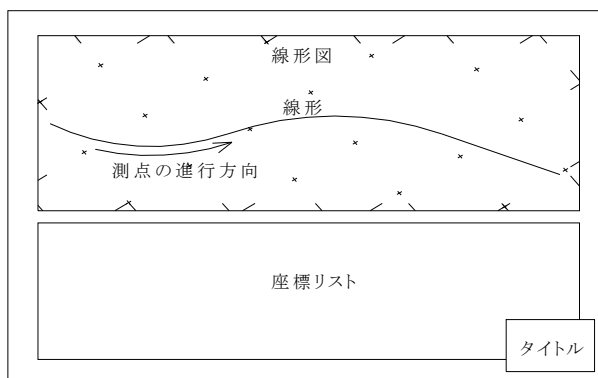 線形図
線形
測点の進行方向
座標リスト
タイトル